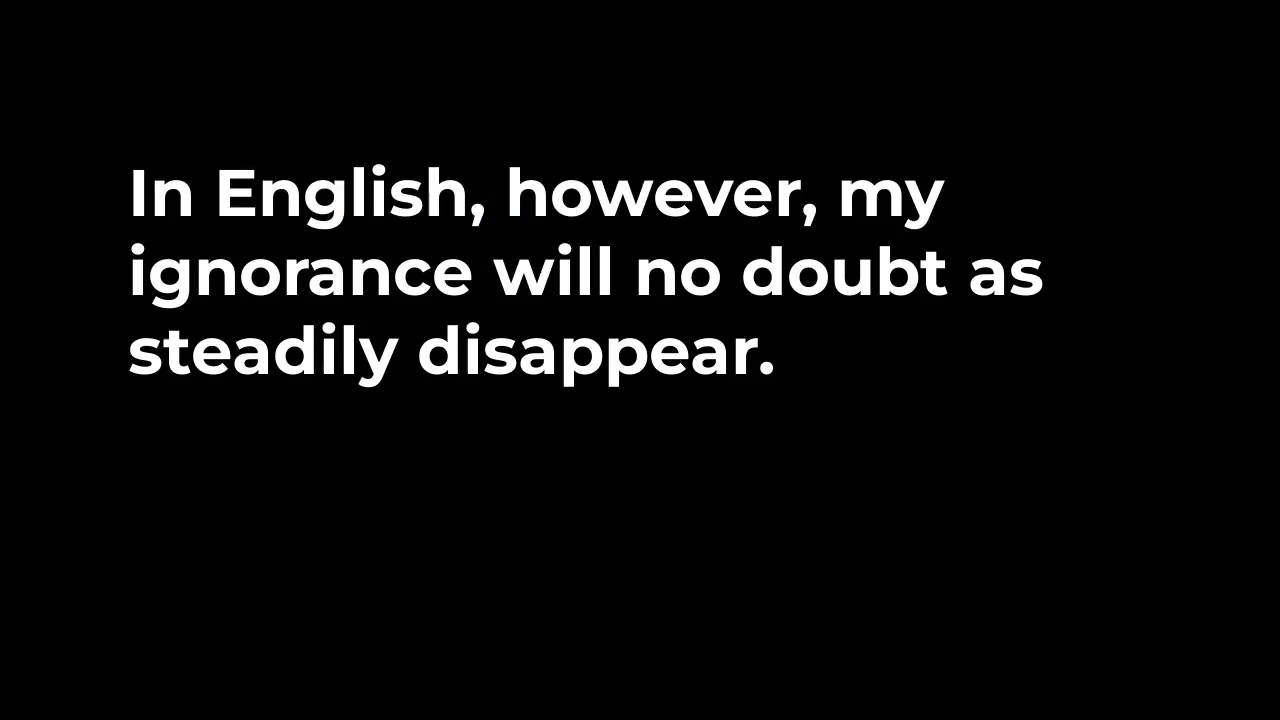 In English, however, my
ignorance will no doubt as
steadily disappear.